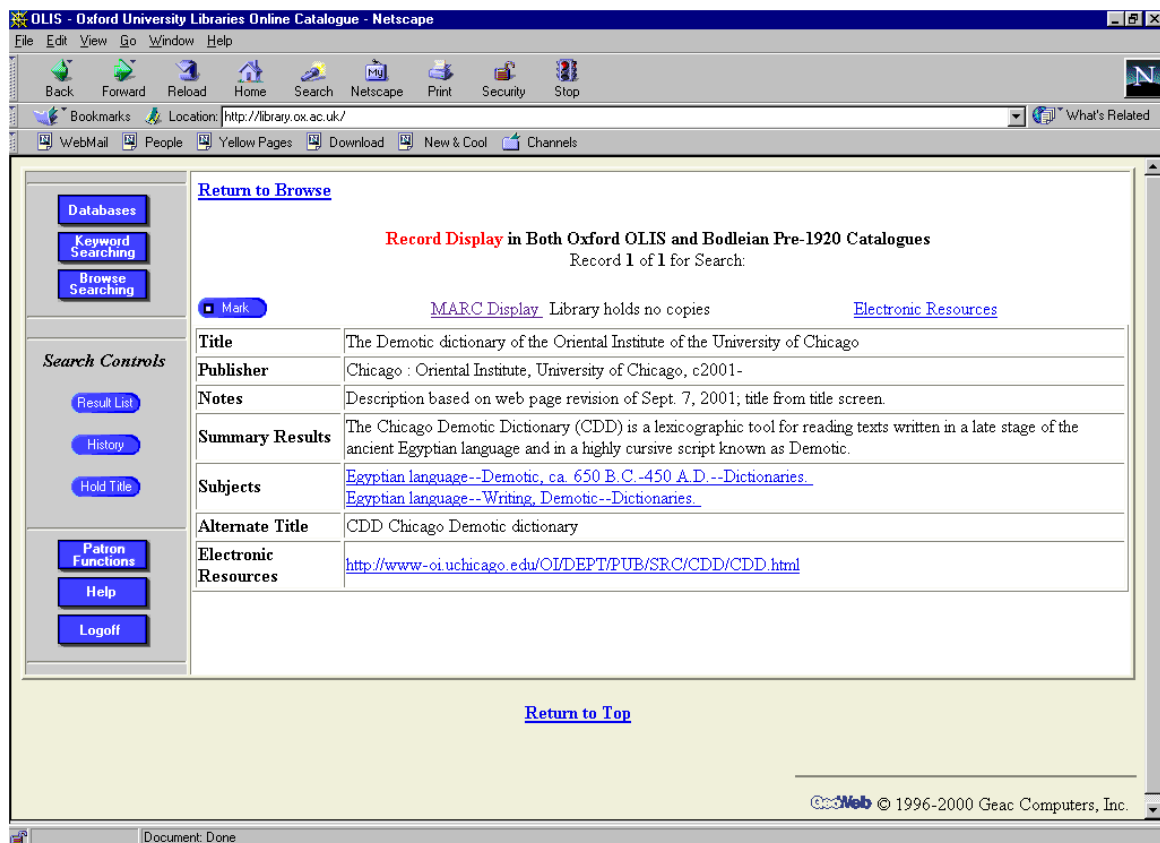 OLIS - Oxford University Libraries Online Catalogue - Netscape
File Edit View Go Window Help
My
N
Back Forward Reload Home Search Netscape Print Security Stop
Bookmarks Location: http://library.ox.ac.uk/ What's Related
WebMail People Yellow Pages Download New & Cool Channels
Databases
Keyword
Searching
Browse
Searching
Search Controls
Result List
History
Hold Title
Patron
Functions
Help
Logoff
Return to Browse
Record Display in Both Oxford OLIS and Bodleian Pre-1920 Catalogues
Record 1 of 1 for Search:
Mark MARC Display Library holds no copies Electronic Resources
Title The Demotic dictionary of the Oriental Institute of the University of Chicago
Publisher Chicago : Oriental Institute, University of Chicago, c2001-
Notes Description based on web page revision of Sept. 7, 2001; title from title screen.
Summary Results The Chicago Demotic Dictionary (CDD) is a lexicographic tool for reading texts written in a late stage of the
ancient Egyptian language and in a highly cursive script known as Demotic.
Subjects Egyptian language--Demotic, ca. 650 B.C.-450 A.D.--Dictionaries.
Egyptian language--Writing, Demotic--Dictionaries.
Alternate Title CDD Chicago Demotic dictionary
Electronic
Resources http://www-oi.uchicago.edu/OI/DEPT/PUB/SRC/CDD/CDD.html
Return to Top
GeoWeb © 1996-2000 Geac Computers, Inc.
Document: Done